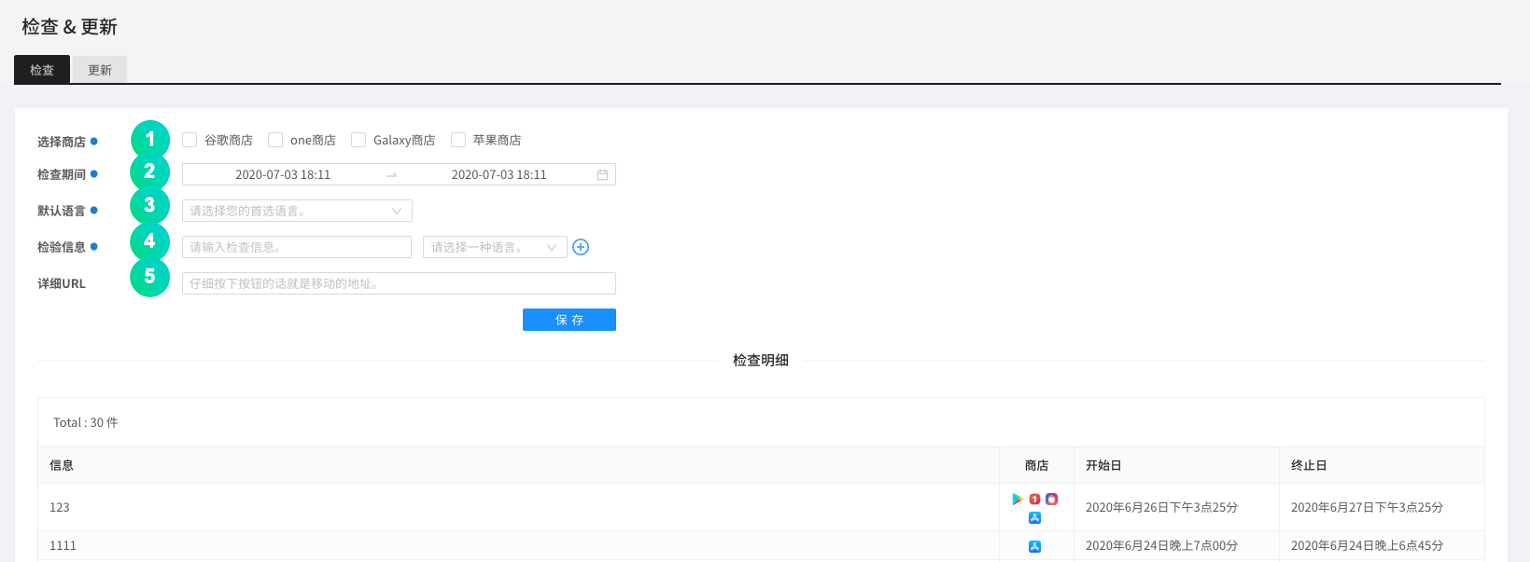 检查 & 更新
检查 更新
选择商店 1 谷歌商店 one商店 Galaxy商店 苹果商店
检查期间 2 2020-07-03 18:11 → 2020-07-03 18:11
默认语言 3 请选择您的首选语言。
检验信息 4 请输入检查信息。 请选择一种语言。
详细URL 5 仔细按下按钮的话就是移动的地址。
保 存
检查明细
Total : 30 件
信息 商店 开始日 终止日
123 2020年6月26日下午3点25分 2020年6月27日下午3点25分
1111 2020年6月24日晚上7点00分 2020年6月24日晚上6点45分